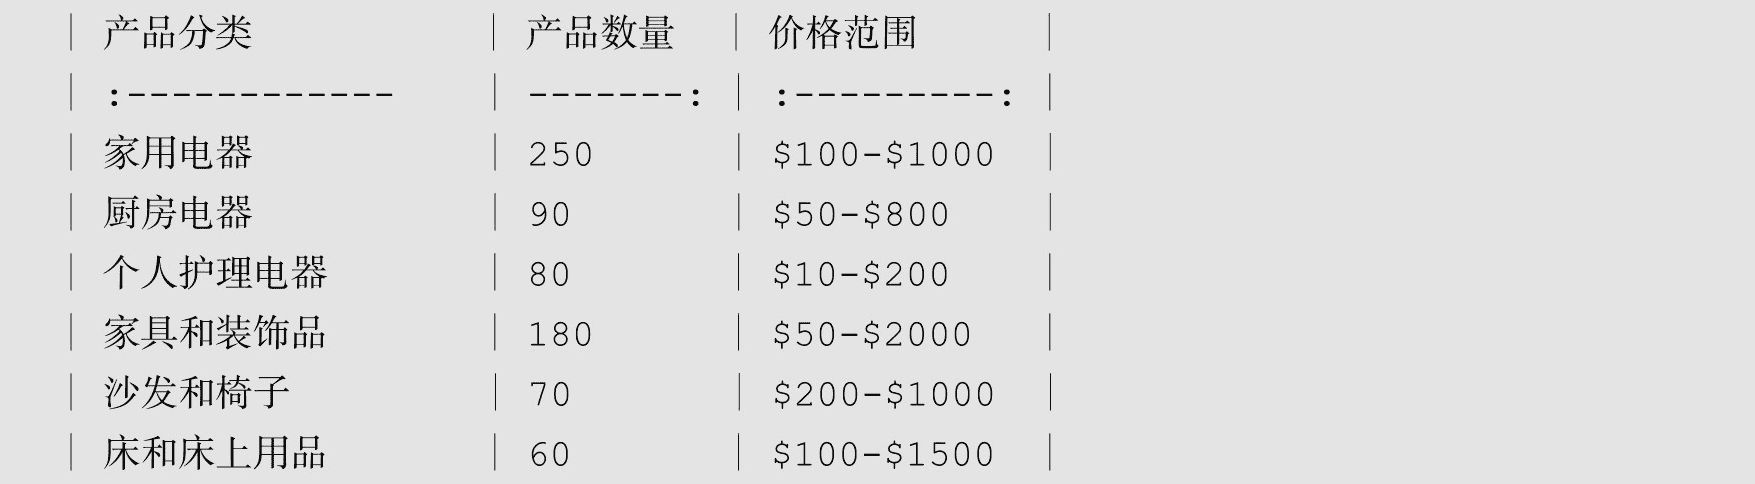 | 产品分类 | 产品数量 | 价格范围 |
| :------------ | -------: | :---------: |
| 家用电器 | 250 | $100-$1000 |
| 厨房电器 | 90 | $50-$800 |
| 个人护理电器 | 80 | $10-$200 |
| 家具和装饰品 | 180 | $50-$2000 |
| 沙发和椅子 | 70 | $200-$1000 |
| 床和床上用品 | 60 | $100-$1500 |